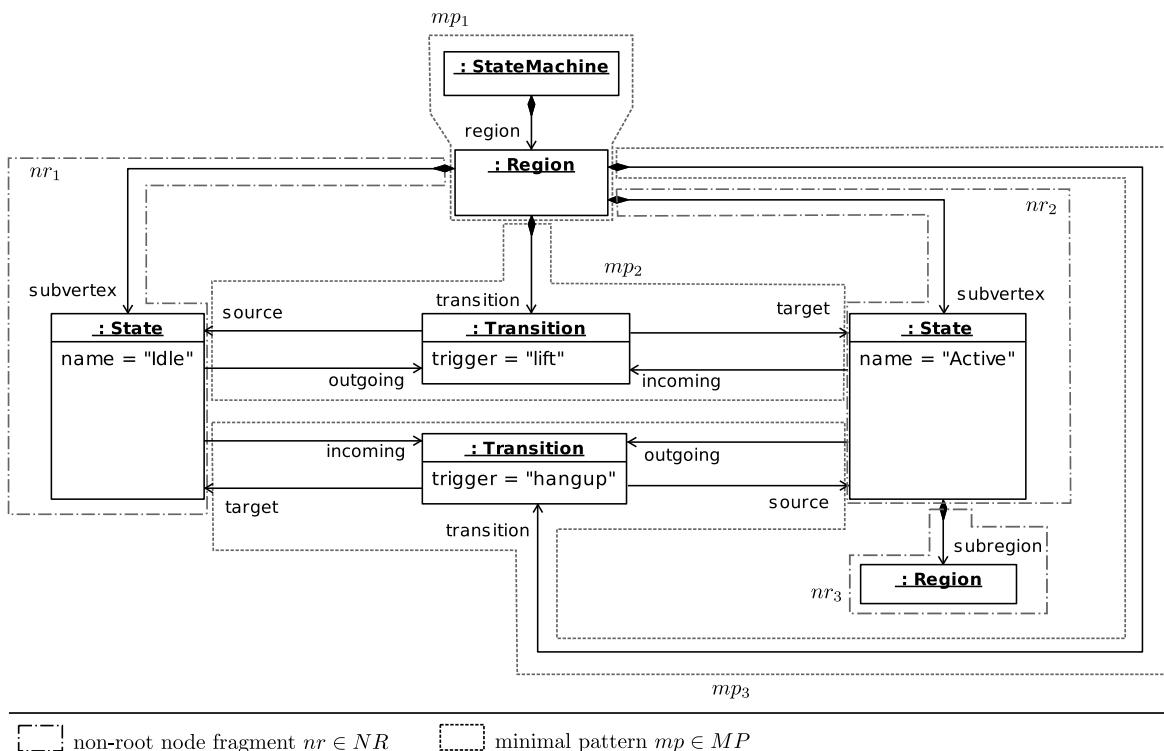 mp₁
: StateMachine
region
: Region
nr₁
nr₂
mp₂
subvertex
transition
subvertex
source
target
: State
name = "Idle"
: Transition
trigger = "lift"
: State
name = "Active"
outgoing
incoming
incoming
: Transition
trigger = "hangup"
outgoing
target
source
transition
subregion
: Region
nr₃
mp₃
non-root node fragment nr ∈ NR
minimal pattern mp ∈ MP